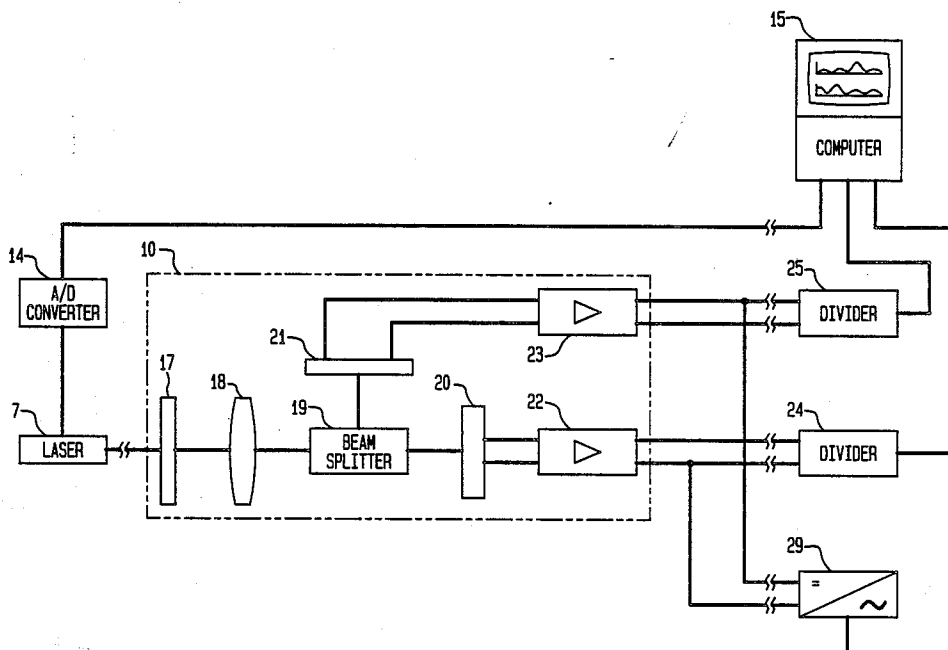 15
COMPUTER
14
A/D
CONVERTER
10
25
DIVIDER
21
23
17
18
20
22
24
7
19
LASER
BEAM
SPLITTER
DIVIDER
29
=
~